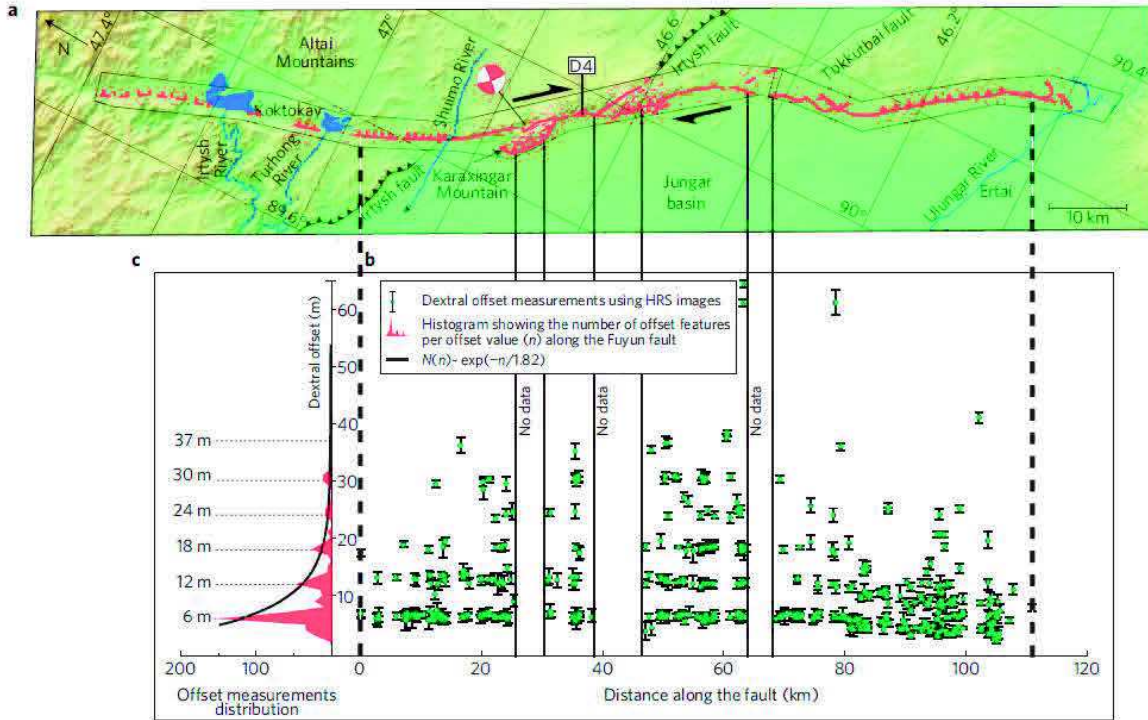 a
N
47.4°
Altai
Mountains
47°
Shuimo River
D4
46.6°
Irtysh fault
Tukkutbai fault
46.2°
90.4°
Koktokay
Irtysh
River
Turhong
River
89.6°
Irtysh fault
Karaxingar
Mountain
Jungar
basin
90°
Ulungar River
Ertai
10 km
c
b
Dextral offset (m)
60
50
40
30
20
10
Dextral offset measurements using HRS images
Histogram showing the number of offset features
per offset value (n) along the Fuyun fault
N(n)- exp(−n/1.82)
No data
No data
No data
37 m
30 m
24 m
18 m
12 m
6 m
200
100
0
20
40
60
80
100
120
Offset measurements
distribution
Distance along the fault (km)